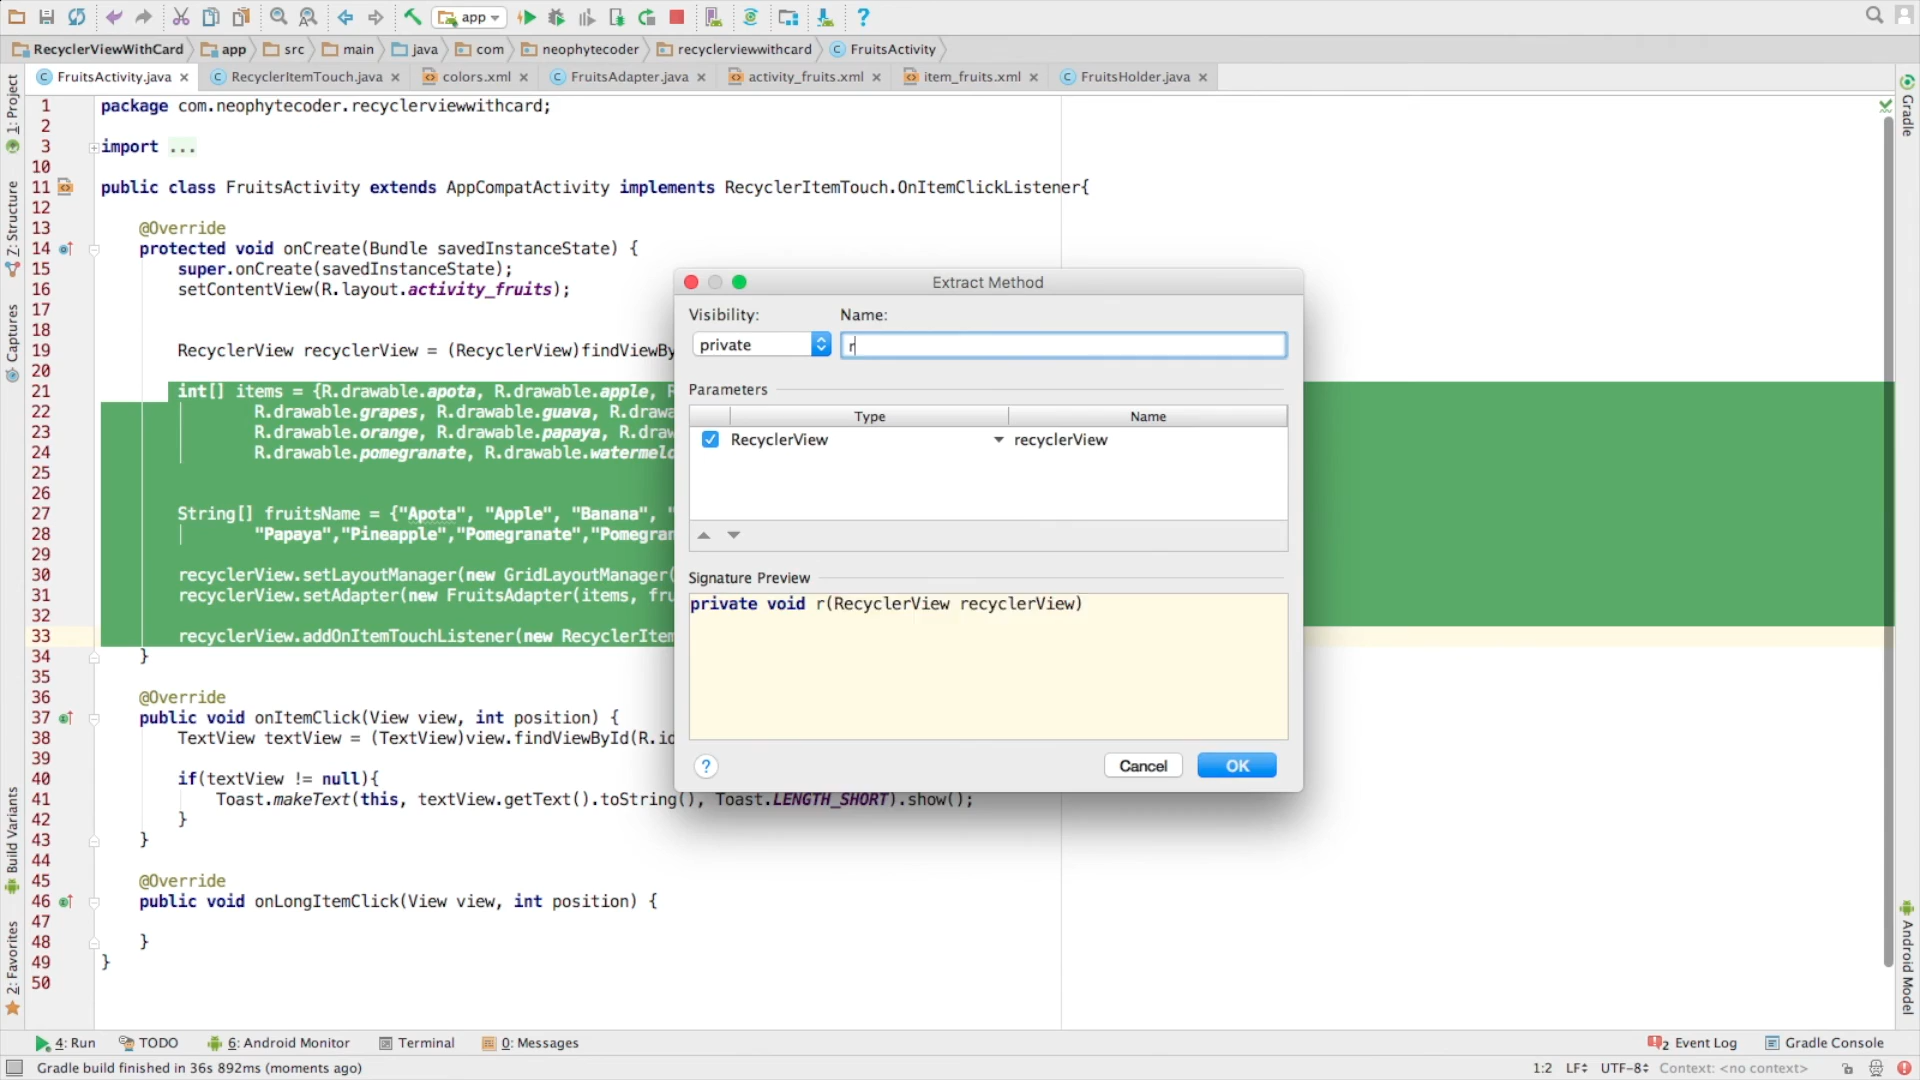 app
RecyclerViewWithCard app src main java com neophytecoder recyclerviewwithcard FruitsActivity
FruitsActivity.java RecyclerItemTouch.java colors.xml FruitsAdapter.java activity_fruits.xml item_fruits.xml FruitsHolder.java
1: Project
Z: Structure
Captures
Build Variants
2: Favorites
Gradle
Android Model
1 package com.neophytecoder.recyclerviewwithcard;
2
3 import ...
10
11 public class FruitsActivity extends AppCompatActivity implements RecyclerItemTouch.OnItemClickListener{
12
13 @Override
14 protected void onCreate(Bundle savedInstanceState) {
15 super.onCreate(savedInstanceState);
16 setContentView(R.layout.activity_fruits);
17
18
19 RecyclerView recyclerView = (RecyclerView)findViewBy
20
21 int[] items = {R.drawable.apota, R.drawable.apple, R
22 R.drawable.grapes, R.drawable.guava, R.drawa
23 R.drawable.orange, R.drawable.papaya, R.draw
24 R.drawable.pomegranate, R.drawable.watermelo
25
26
27 String[] fruitsName = {"Apota", "Apple", "Banana", "
28 "Papaya","Pineapple","Pomegranate","Pomegran
29
30 recyclerView.setLayoutManager(new GridLayoutManager(
31 recyclerView.setAdapter(new FruitsAdapter(items, fru
32
33 recyclerView.addOnItemTouchListener(new RecyclerItem
34 }
35
36 @Override
37 public void onItemClick(View view, int position) {
38 TextView textView = (TextView)view.findViewById(R.id
39
40 if(textView != null){
41 Toast.makeText(this, textView.getText().toString(), Toast.LENGTH_SHORT).show();
42 }
43 }
44
45 @Override
46 public void onLongItemClick(View view, int position) {
47
48 }
49 }
50
Extract Method
Visibility: Name:
private r
Parameters
Type Name
RecyclerView recyclerView
Signature Preview
private void r(RecyclerView recyclerView)
? Cancel OK
4: Run TODO 6: Android Monitor Terminal 0: Messages 2 Event Log Gradle Console
Gradle build finished in 36s 892ms (moments ago) 1:2 LF UTF-8 Context: <no context>